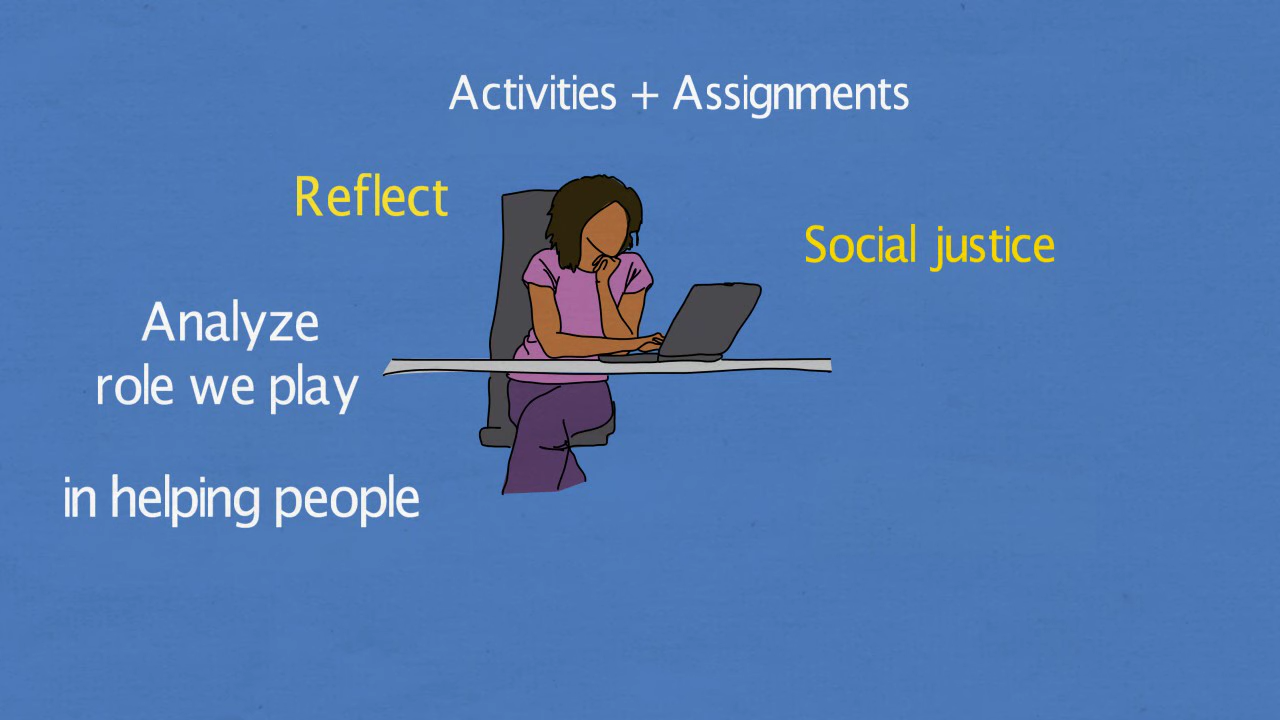 Activities + Assignments
Reflect
Social justice
Analyze
role we play
in helping people